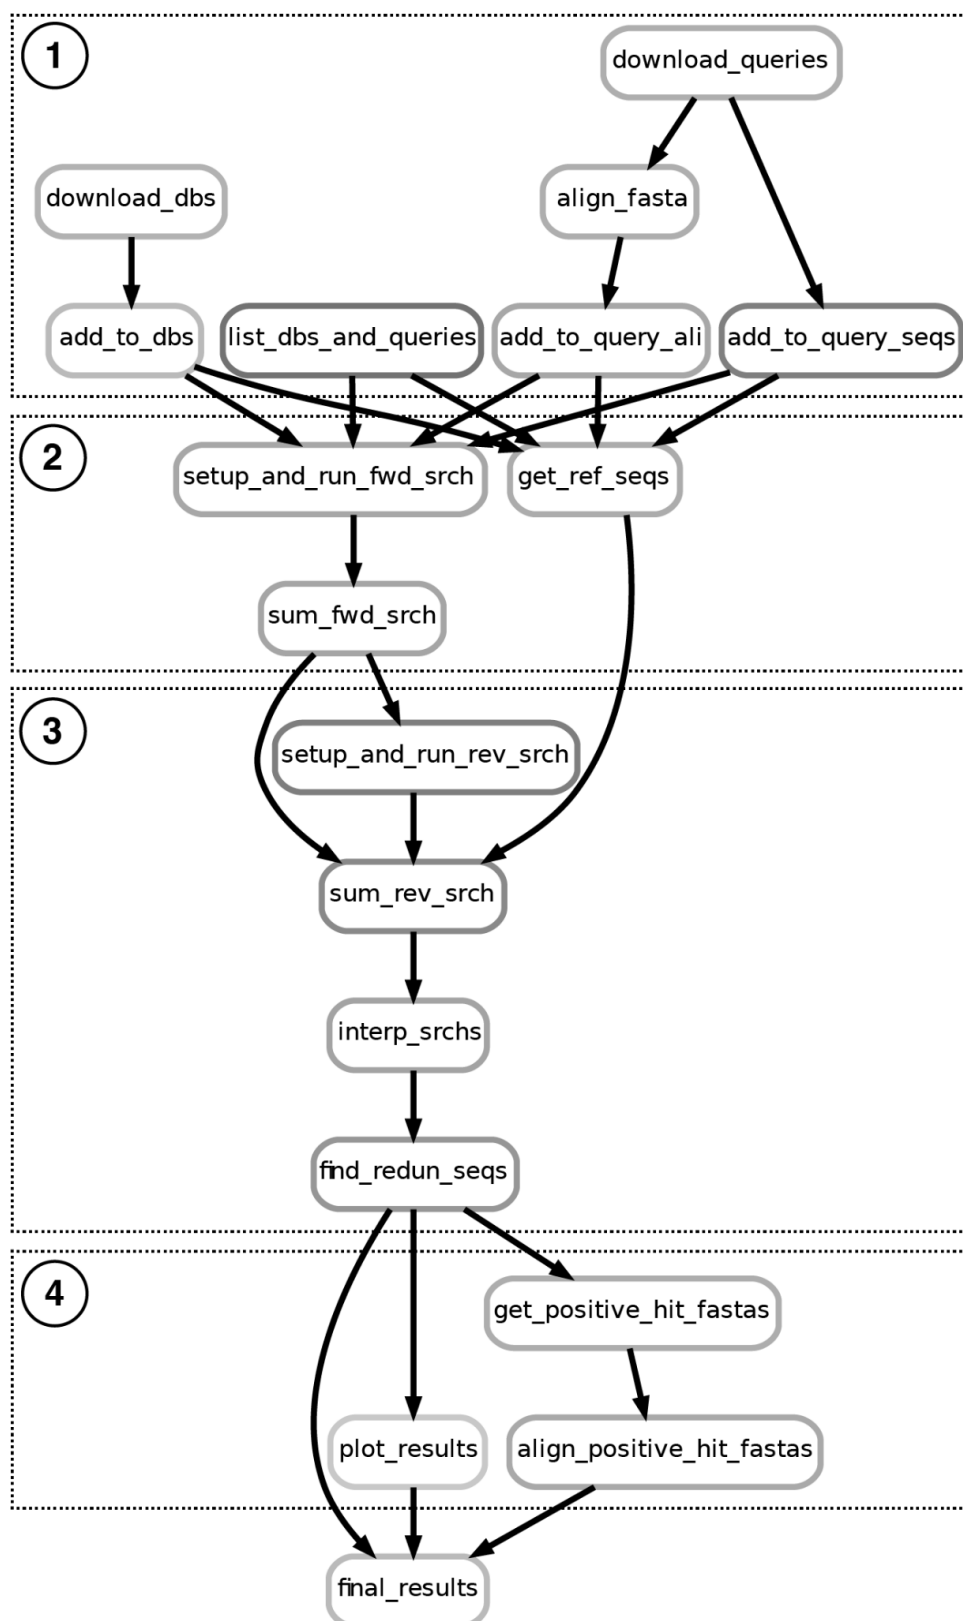 1
download_queries
download_dbs
align_fasta
add_to_dbs
list_dbs_and_queries
add_to_query_ali
add_to_query_seqs
2
setup_and_run_fwd_srch
get_ref_seqs
sum_fwd_srch
3
setup_and_run_rev_srch
sum_rev_srch
interp_srchs
find_redun_seqs
4
get_positive_hit_fastas
plot_results
align_positive_hit_fastas
final_results